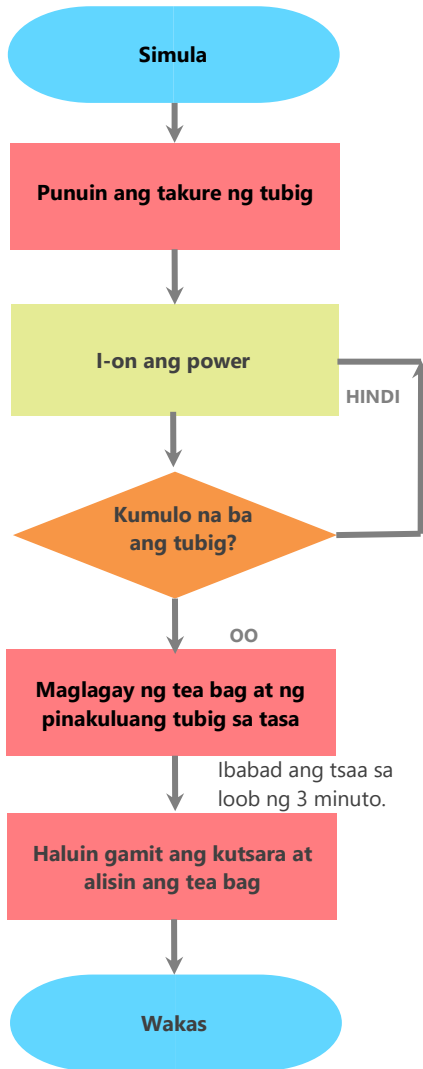 Simula
Punuin ang takure ng tubig
I-on ang power
HINDI
Kumulo na ba
ang tubig?
OO
Maglagay ng tea bag at ng
pinakuluang tubig sa tasa
Ibabad ang tsaa sa
loob ng 3 minuto.
Haluin gamit ang kutsara at
alisin ang tea bag
Wakas